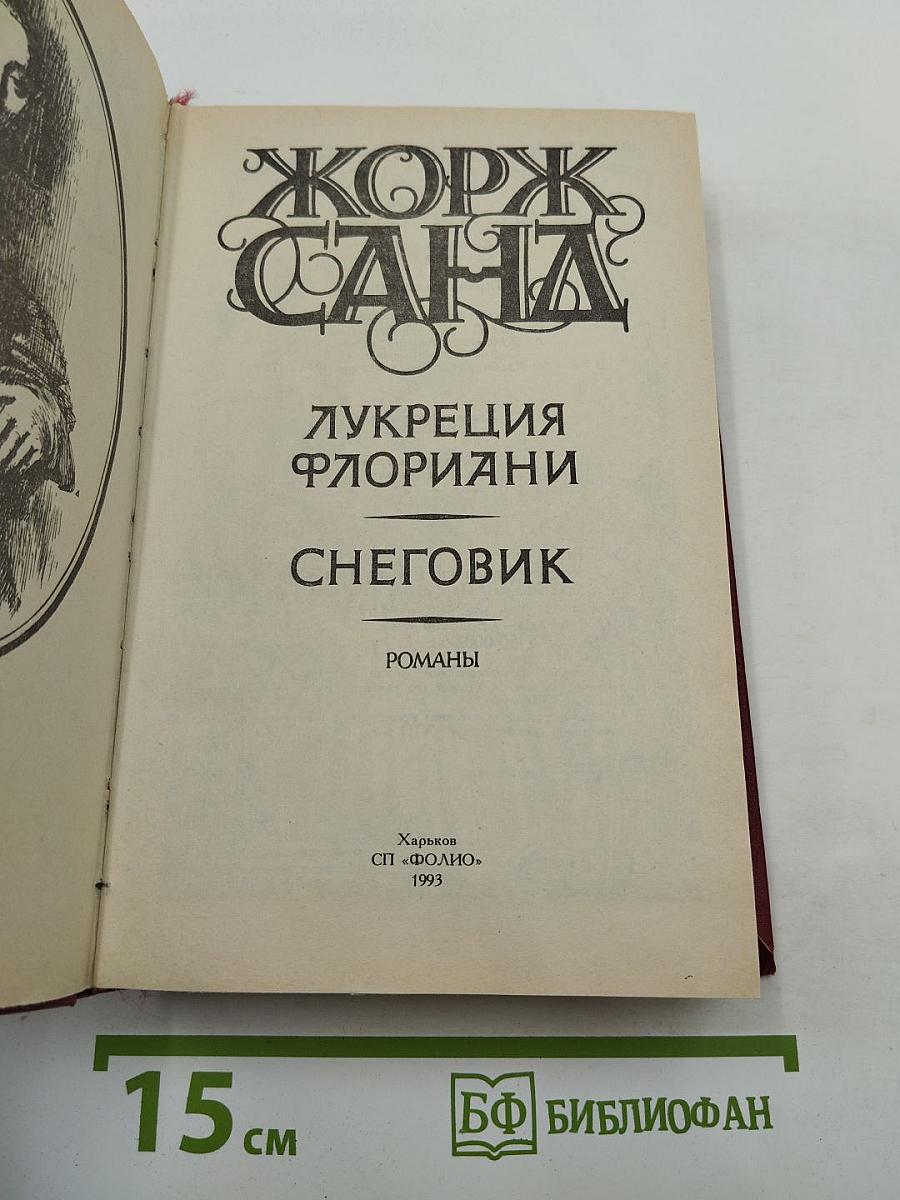 ЖОРЖ
САНД
ЛУКРЕЦИЯ
ФЛОРИАНИ
СНЕГОВИК
РОМАНЫ
Харьков
СП «ФОЛИО»
1993
15 см
БФ БИБЛИОФАН